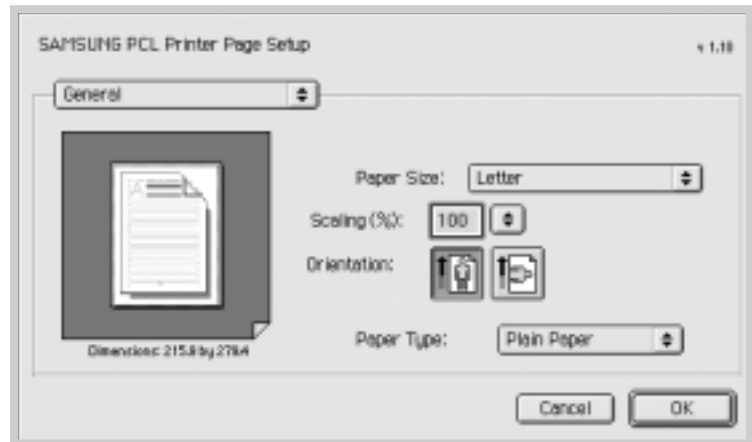 SAMSUNG PCL Printer Page Setup
v 1.10
General
Paper Size: Letter
Scaling (%): 100
Orientation:
Paper Type: Plain Paper
Dimensions: 215.9 by 279.4
Cancel OK